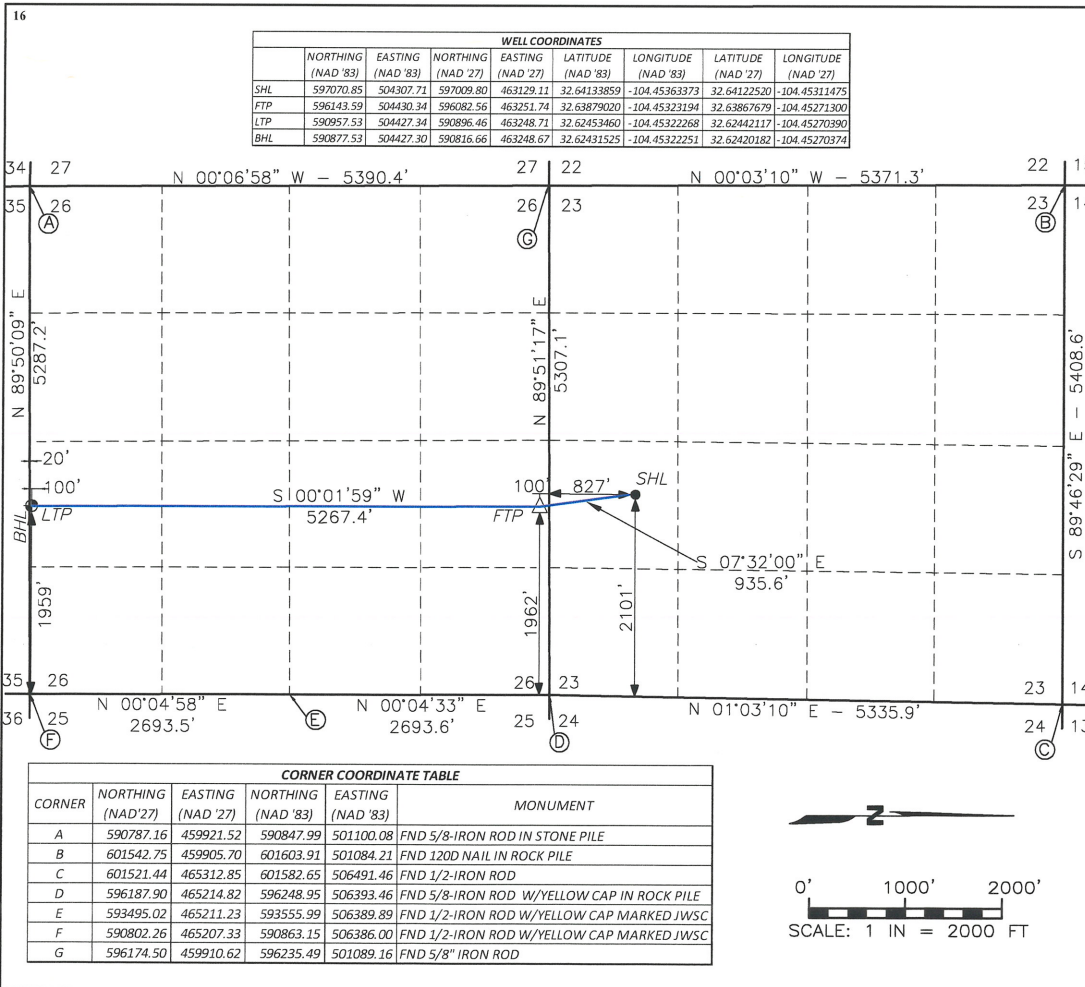 16
WELL COORDINATES
NORTHING (NAD '83) EASTING (NAD '83) NORTHING (NAD '27) EASTING (NAD '27) LATITUDE (NAD '83) LONGITUDE (NAD '83) LATITUDE (NAD '27) LONGITUDE (NAD '27)
SHL 597070.85 504307.71 597009.80 463129.11 32.64133859 -104.45363373 32.64122520 -104.45311475
FTP 596143.59 504430.34 596082.56 463251.74 32.63879020 -104.45323194 32.63867679 -104.45271300
LTP 590957.53 504427.34 590896.46 463248.71 32.62453460 -104.45322268 32.62442117 -104.45270390
BHL 590877.53 504427.30 590816.66 463248.67 32.62431525 -104.45322251 32.62420182 -104.45270374
34 27
N 00°06'58" W - 5390.4'
27 22
N 00°03'10" W - 5371.3'
22 15
35 26
A
26 23
G
23 14
B
N 89°50'09" E
5287.2'
N 89°51'17" E
5307.1'
S 89°46'29" E - 5408.6'
20'
100'
S 00°01'59" W
5267.4'
100'
827'
SHL
BHL
LTP
FTP
S 07°32'00" E
935.6'
1959'
1962'
2101'
35 26
26 23
23 14
N 00°04'58" E
2693.5'
E
N 00°04'33" E
2693.6'
N 01°03'10" E - 5335.9'
36 25
F
25 24
D
24 13
C
CORNER COORDINATE TABLE
CORNER NORTHING (NAD'27) EASTING (NAD '27) NORTHING (NAD '83) EASTING (NAD '83) MONUMENT
A 590787.16 459921.52 590847.99 501100.08 FND 5/8-IRON ROD IN STONE PILE
B 601542.75 459905.70 601603.91 501084.21 FND 120D NAIL IN ROCK PILE
C 601521.44 465312.85 601582.65 506491.46 FND 1/2-IRON ROD
D 596187.90 465214.82 596248.95 506393.46 FND 5/8-IRON ROD W/YELLOW CAP IN ROCK PILE
E 593495.02 465211.23 593555.99 506389.89 FND 1/2-IRON ROD W/YELLOW CAP MARKED JWSC
F 590802.26 465207.33 590863.15 506386.00 FND 1/2-IRON ROD W/YELLOW CAP MARKED JWSC
G 596174.50 459910.62 596235.49 501089.16 FND 5/8" IRON ROD
N
0' 1000' 2000'
SCALE: 1 IN = 2000 FT